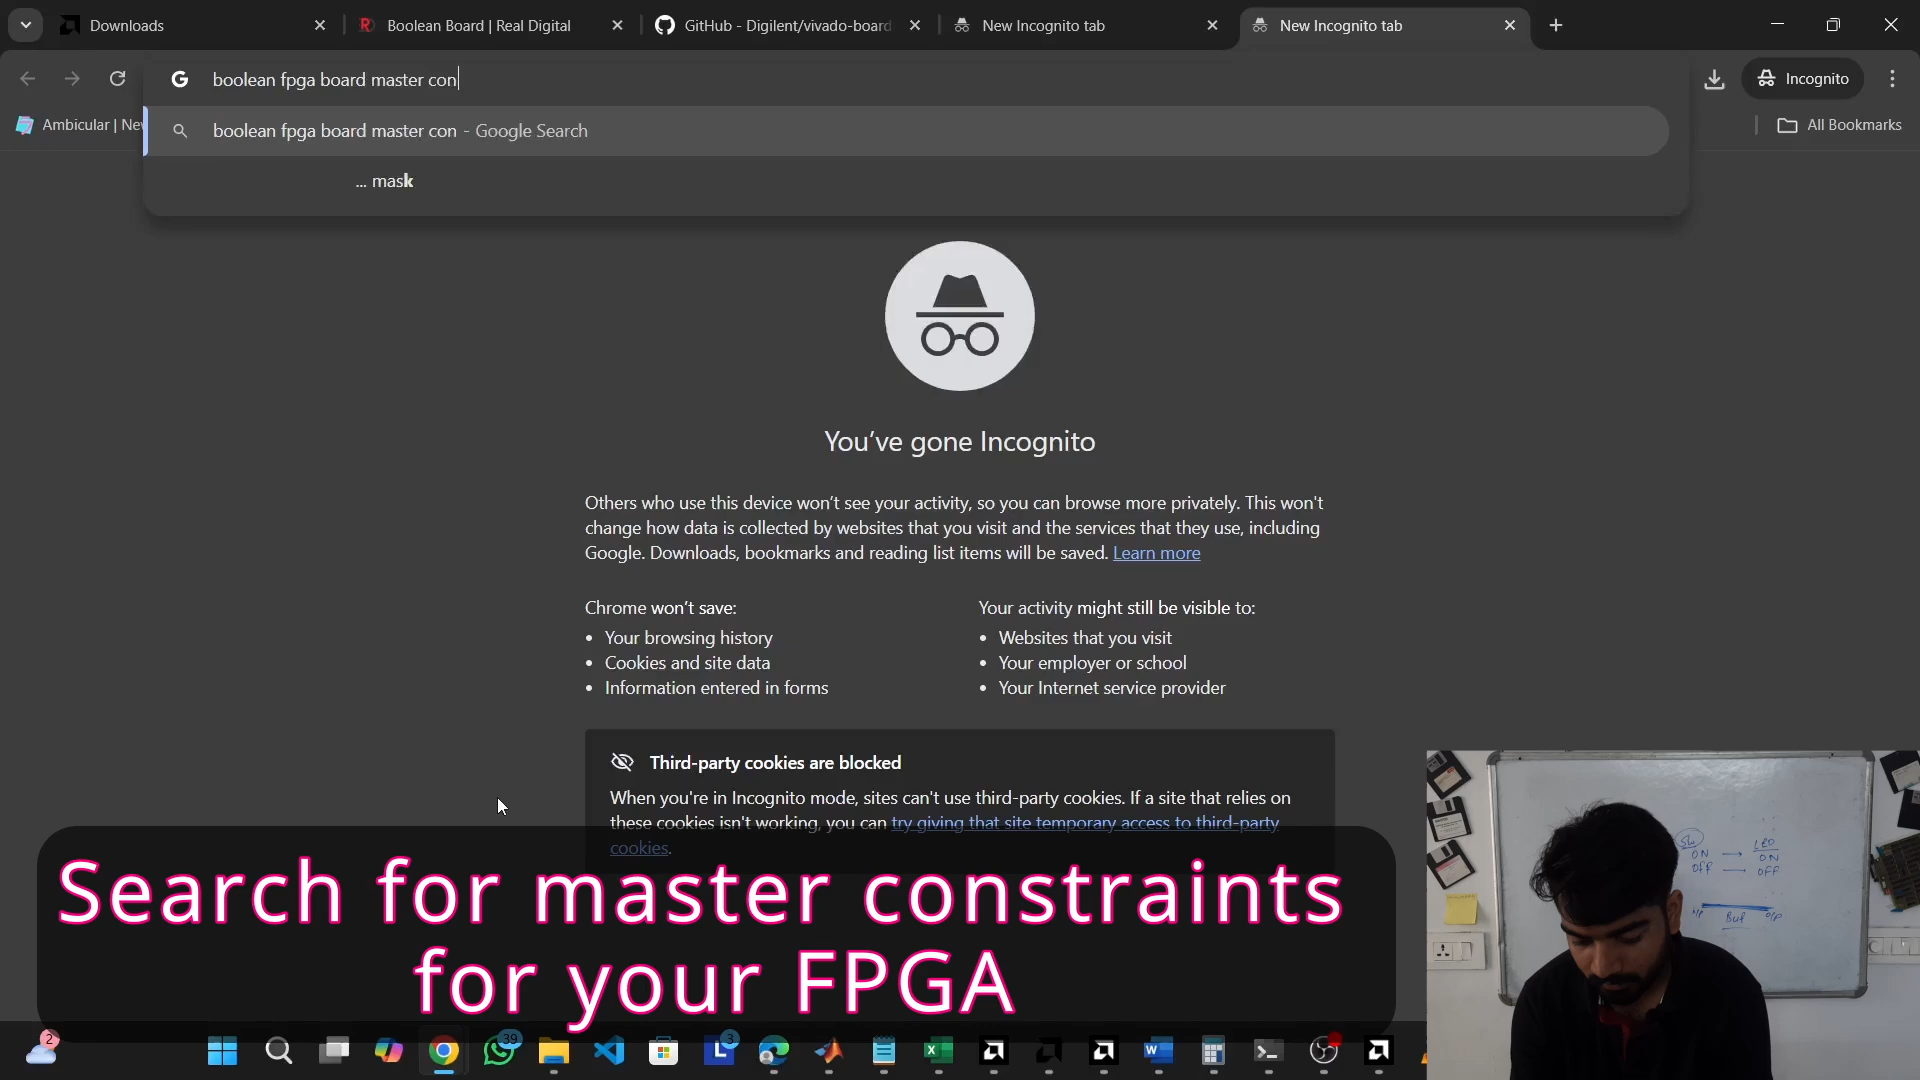 Downloads
Boolean Board | Real Digital
GitHub - Digilent/vivado-board
New Incognito tab
New Incognito tab
boolean fpga board master con
Incognito
Ambicular | Nev
boolean fpga board master con - Google Search
All Bookmarks
... mask
You've gone Incognito
Others who use this device won't see your activity, so you can browse more privately. This won't
change how data is collected by websites that you visit and the services that they use, including
Google. Downloads, bookmarks and reading list items will be saved. Learn more
Chrome won't save:
Your browsing history
Cookies and site data
Information entered in forms
Your activity might still be visible to:
Websites that you visit
Your employer or school
Your Internet service provider
Third-party cookies are blocked
When you're in Incognito mode, sites can't use third-party cookies. If a site that relies on
these cookies isn't working, you can try giving that site temporary access to third-party
cookies.
Search for master constraints
for your FPGA
SW
LED
ON → ON
OFF → OFF
I/P Buf O/P
2
39
3